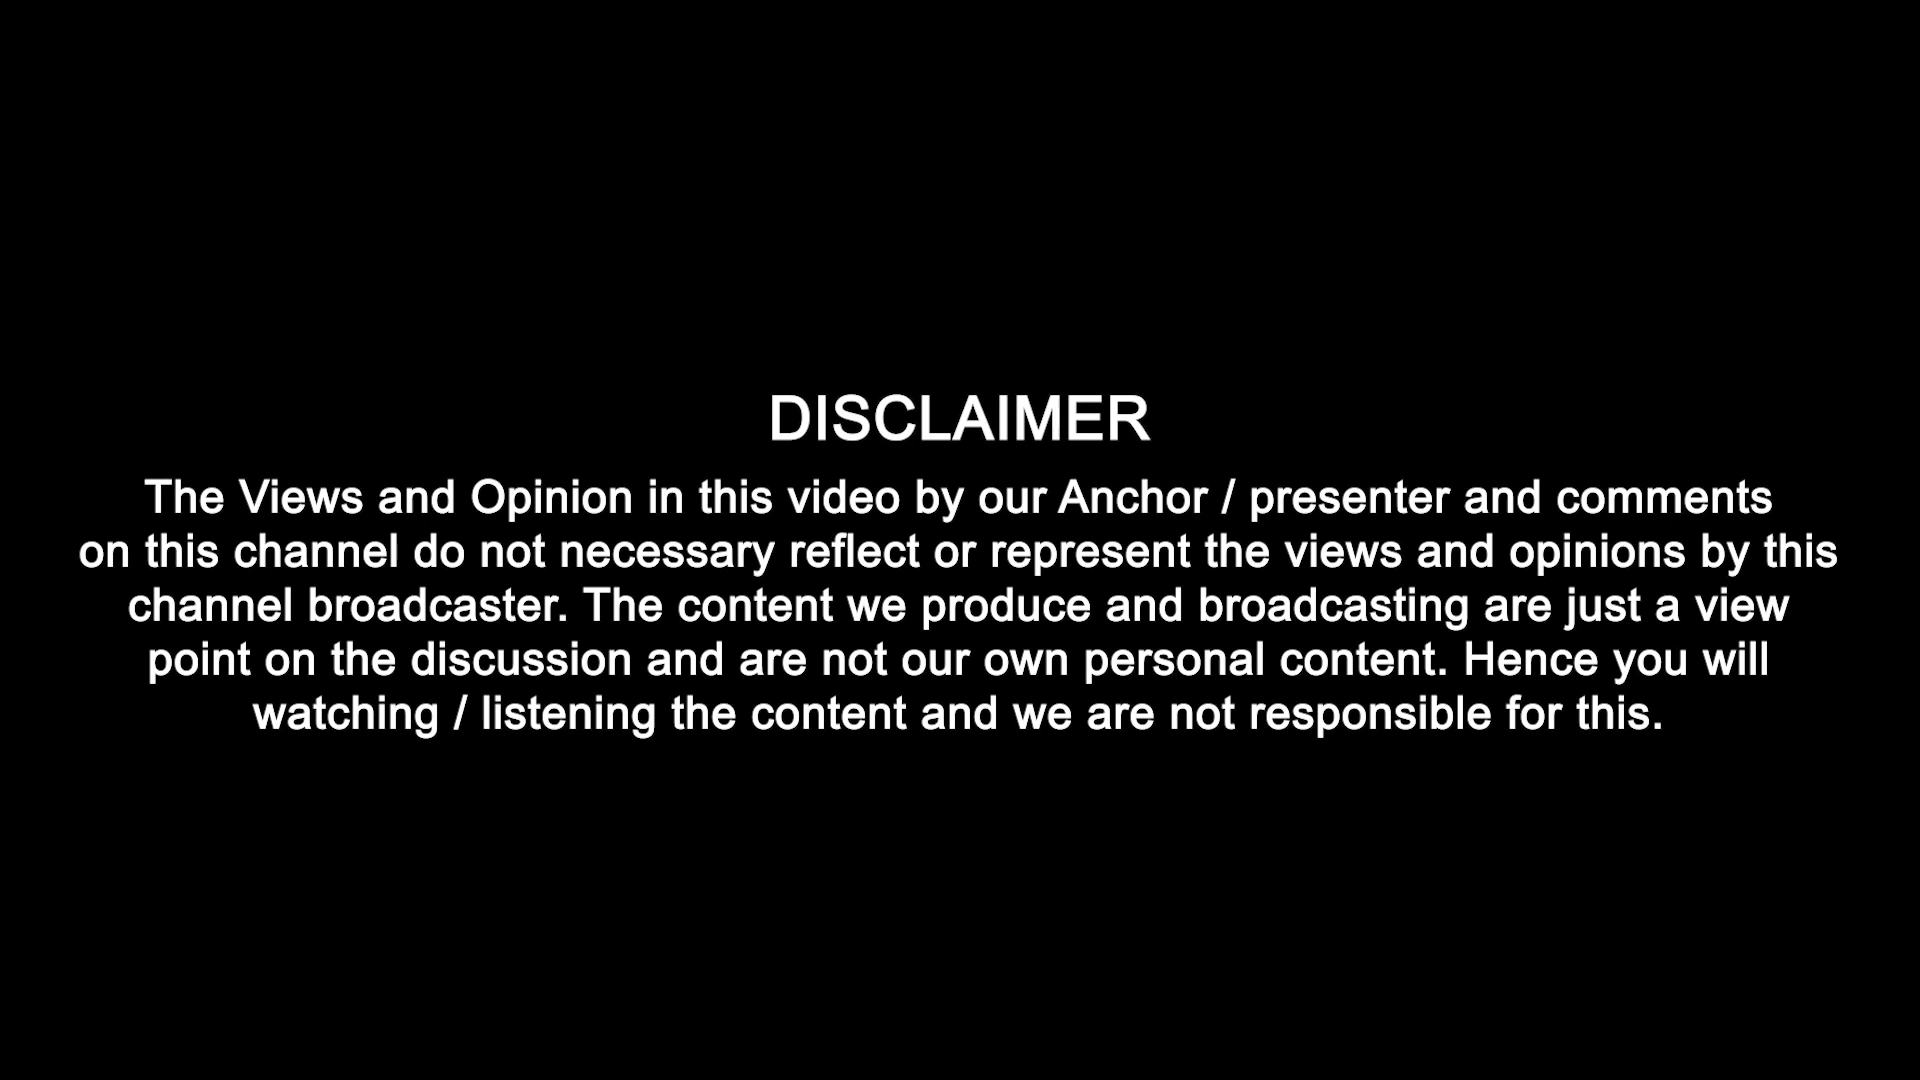 DISCLAIMER
The Views and Opinion in this video by our Anchor / presenter and comments
on this channel do not necessary reflect or represent the views and opinions by this
channel broadcaster. The content we produce and broadcasting are just a view
point on the discussion and are not our own personal content. Hence you will
watching / listening the content and we are not responsible for this.